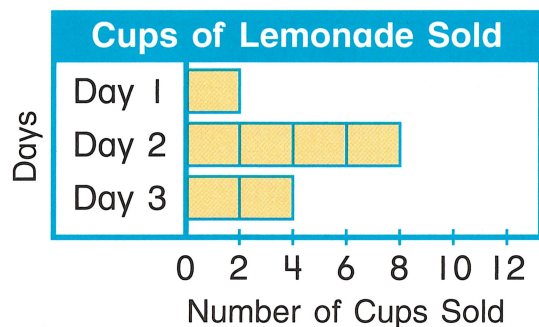 Cups of Lemonade Sold
Days
Day 1
Day 2
Day 3
0 2 4 6 8 10 12
Number of Cups Sold